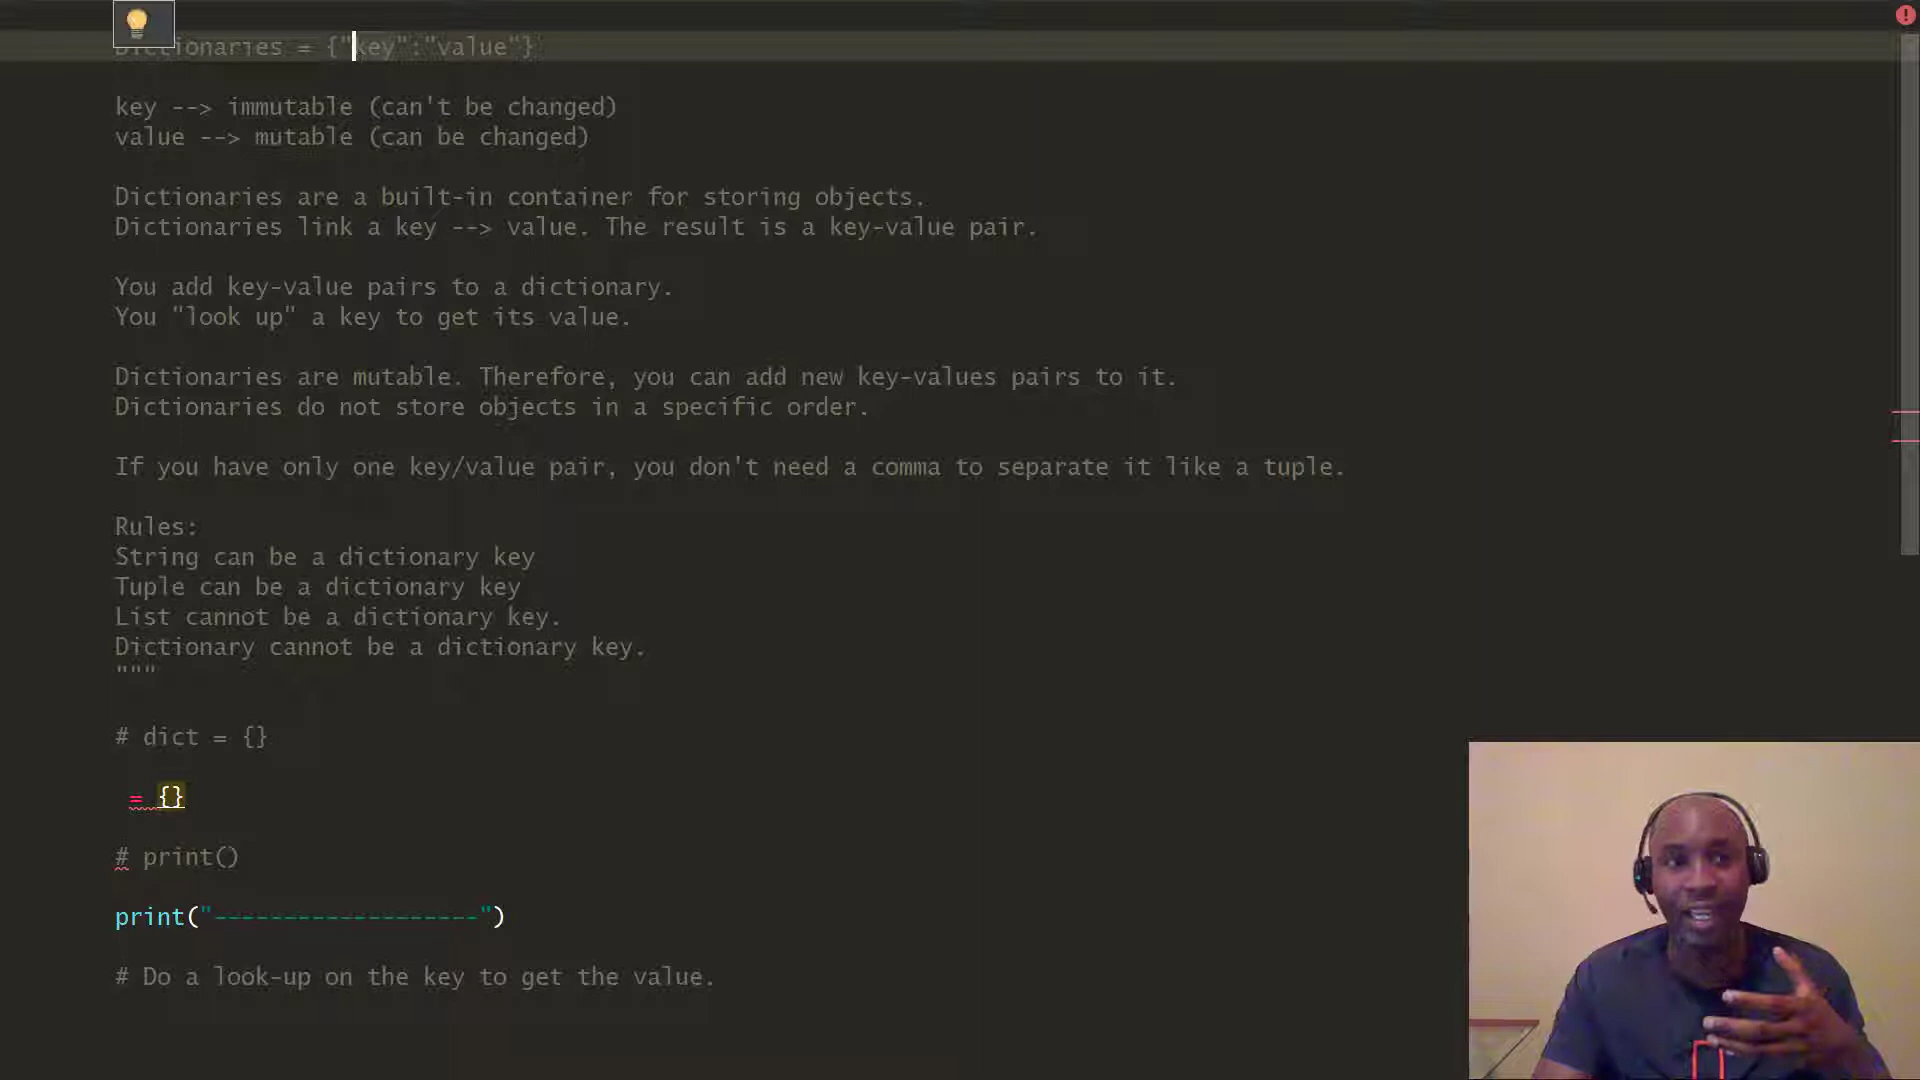 Dictionaries = {"key":"value"}
key --> immutable (can't be changed)
value --> mutable (can be changed)
Dictionaries are a built-in container for storing objects.
Dictionaries link a key --> value. The result is a key-value pair.
You add key-value pairs to a dictionary.
You "look up" a key to get its value.
Dictionaries are mutable. Therefore, you can add new key-values pairs to it.
Dictionaries do not store objects in a specific order.
If you have only one key/value pair, you don't need a comma to separate it like a tuple.
Rules:
String can be a dictionary key
Tuple can be a dictionary key
List cannot be a dictionary key.
Dictionary cannot be a dictionary key.
"""
# dict = {}
= {}
# print()
print("-------------------")
# Do a look-up on the key to get the value.